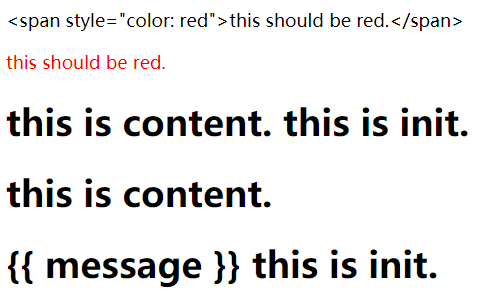 <span style="color: red">this should be red.</span>
this should be red.
this is content. this is init.
this is content.
{{ message }} this is init.